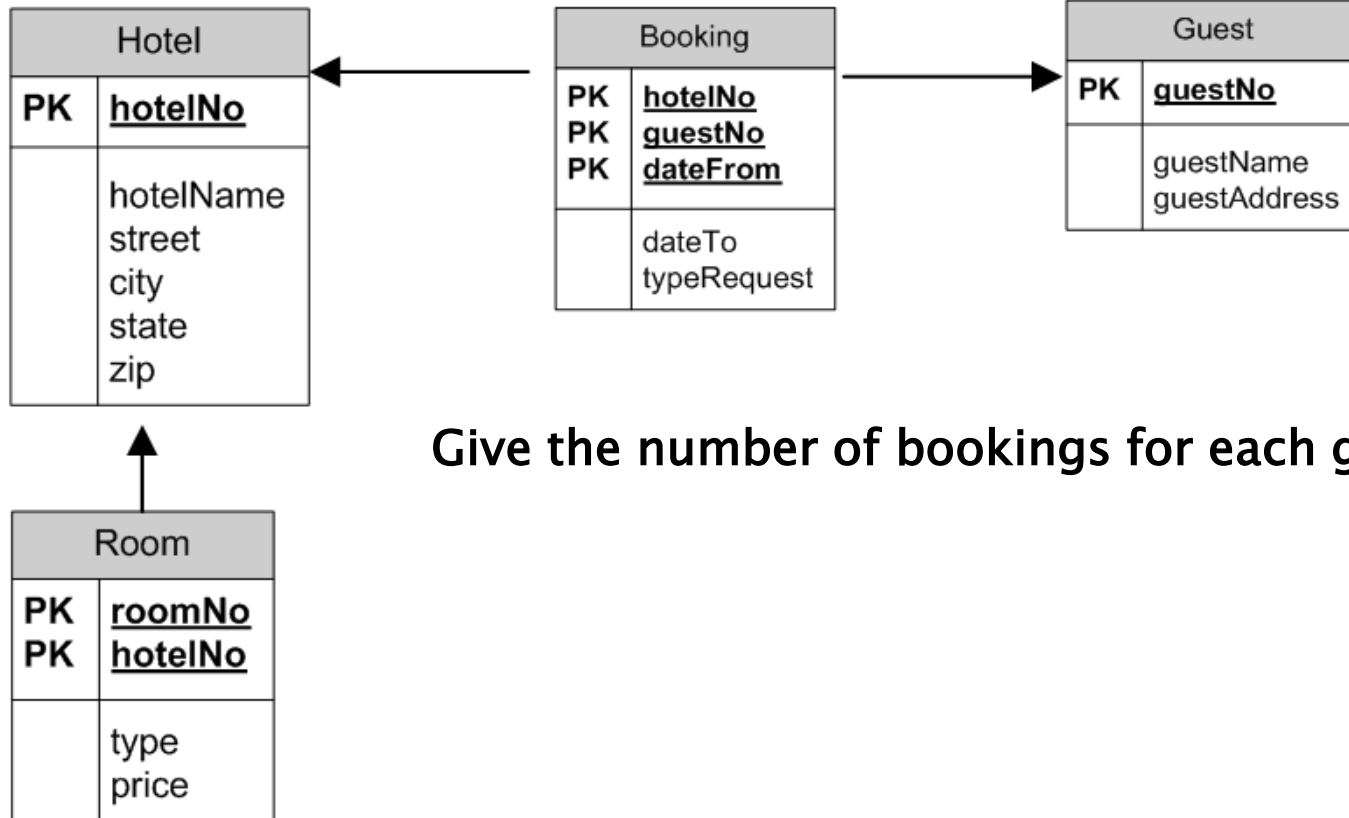 Hotel
PK hotelNo
hotelName
street
city
state
zip
Booking
PK hotelNo
PK guestNo
PK dateFrom
dateTo
typeRequest
Guest
PK guestNo
guestName
guestAddress
Give the number of bookings for each
Room
PK roomNo
PK hotelNo
type
price